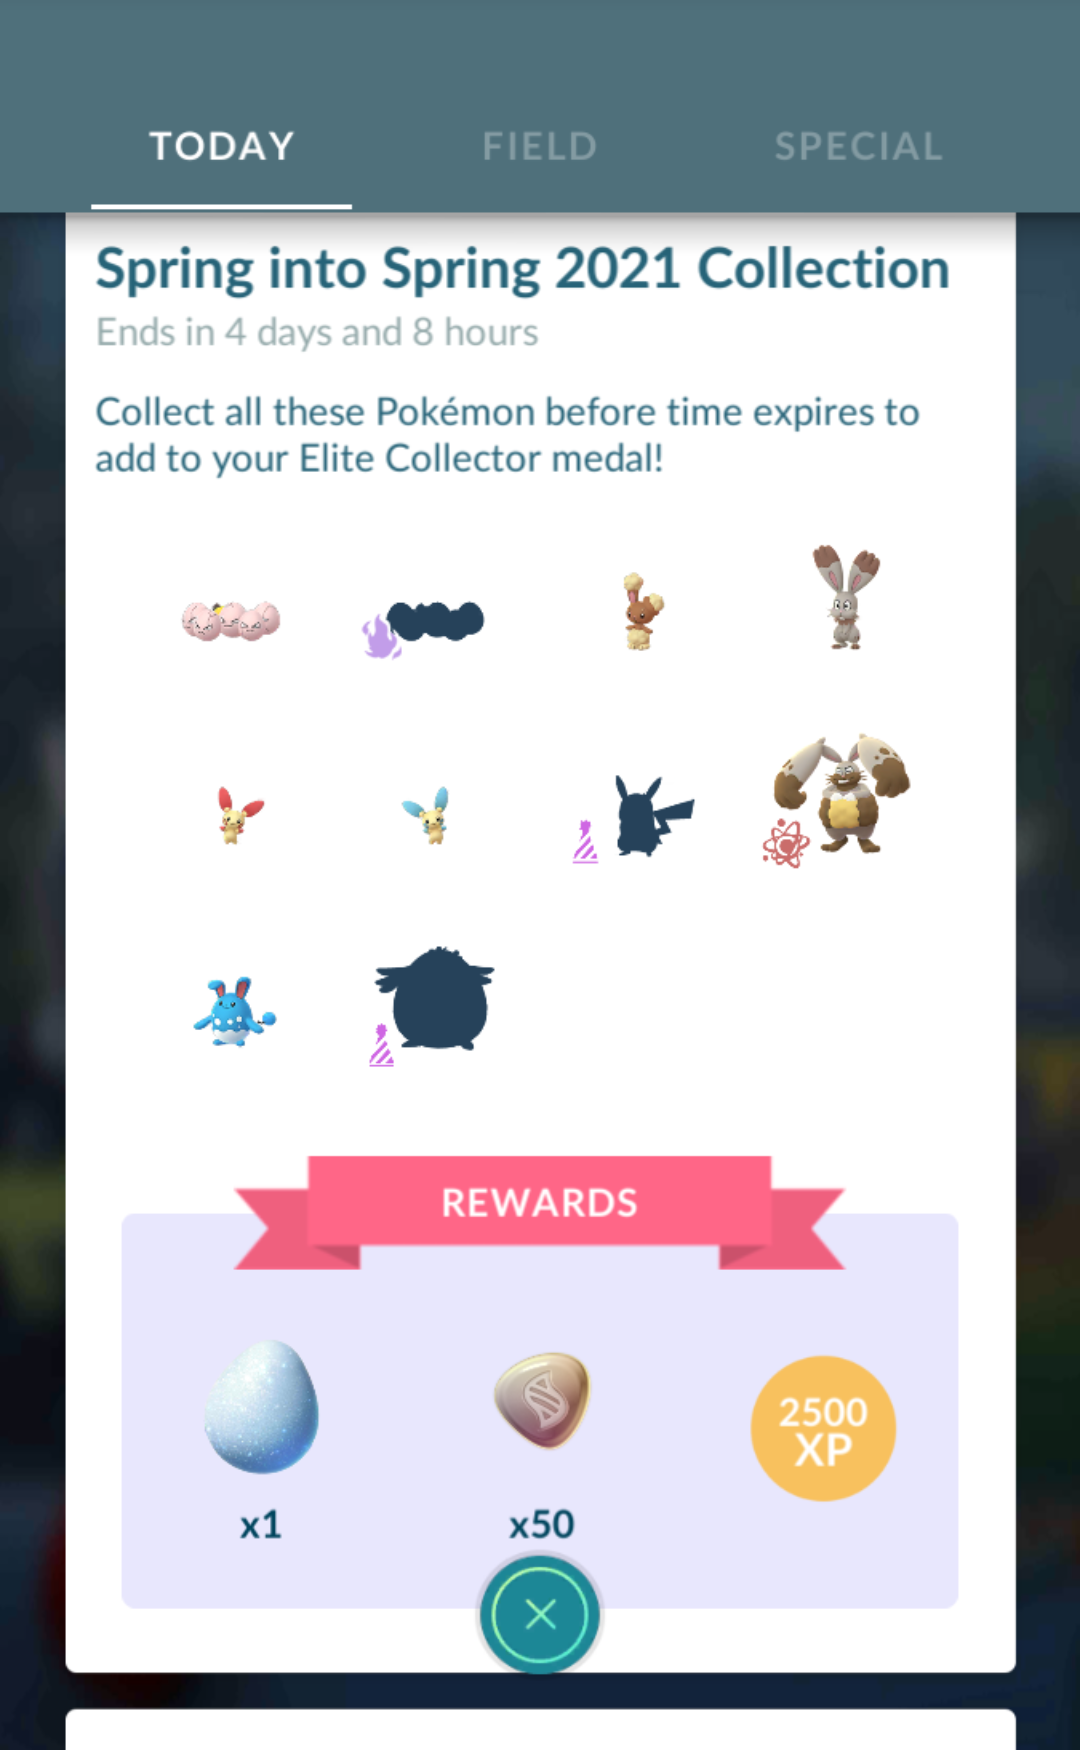 TODAY
FIELD
SPECIAL
Spring into Spring 2021 Collection
Ends in 4 days and 8 hours
Collect all these Pokémon before time expires to
add to your Elite Collector medal!
REWARDS
2500
XP
x1
x50